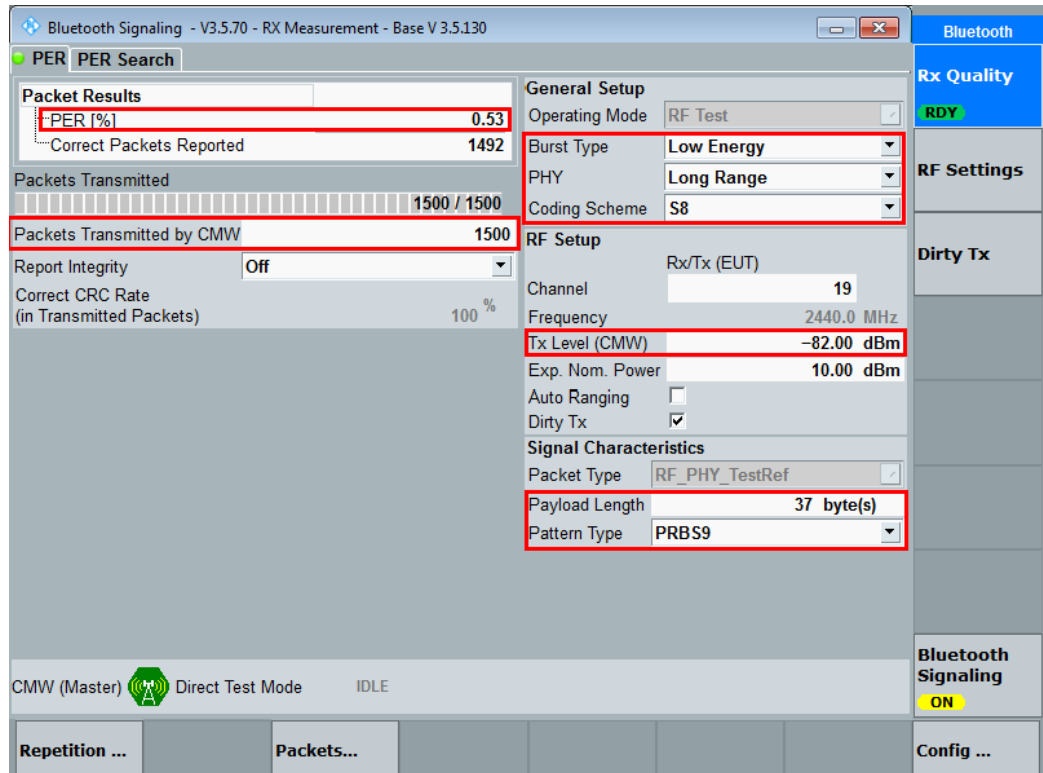 Bluetooth Signaling - V3.5.70 - RX Measurement - Base V 3.5.130
PER PER Search
Packet Results
PER [%] 0.53
Correct Packets Reported 1492
Packets Transmitted
1500 / 1500
Packets Transmitted by CMW 1500
Report Integrity Off
Correct CRC Rate
(in Transmitted Packets) 100 %
General Setup
Operating Mode RF Test
Burst Type Low Energy
PHY Long Range
Coding Scheme S8
RF Setup
Rx/Tx (EUT)
Channel 19
Frequency 2440.0 MHz
Tx Level (CMW) −82.00 dBm
Exp. Nom. Power 10.00 dBm
Auto Ranging
Dirty Tx
Signal Characteristics
Packet Type RF_PHY_TestRef
Payload Length 37 byte(s)
Pattern Type PRBS9
CMW (Master) Direct Test Mode IDLE
Bluetooth
Rx Quality
RDY
RF Settings
Dirty Tx
Bluetooth
Signaling
ON
Repetition ... Packets... Config ...